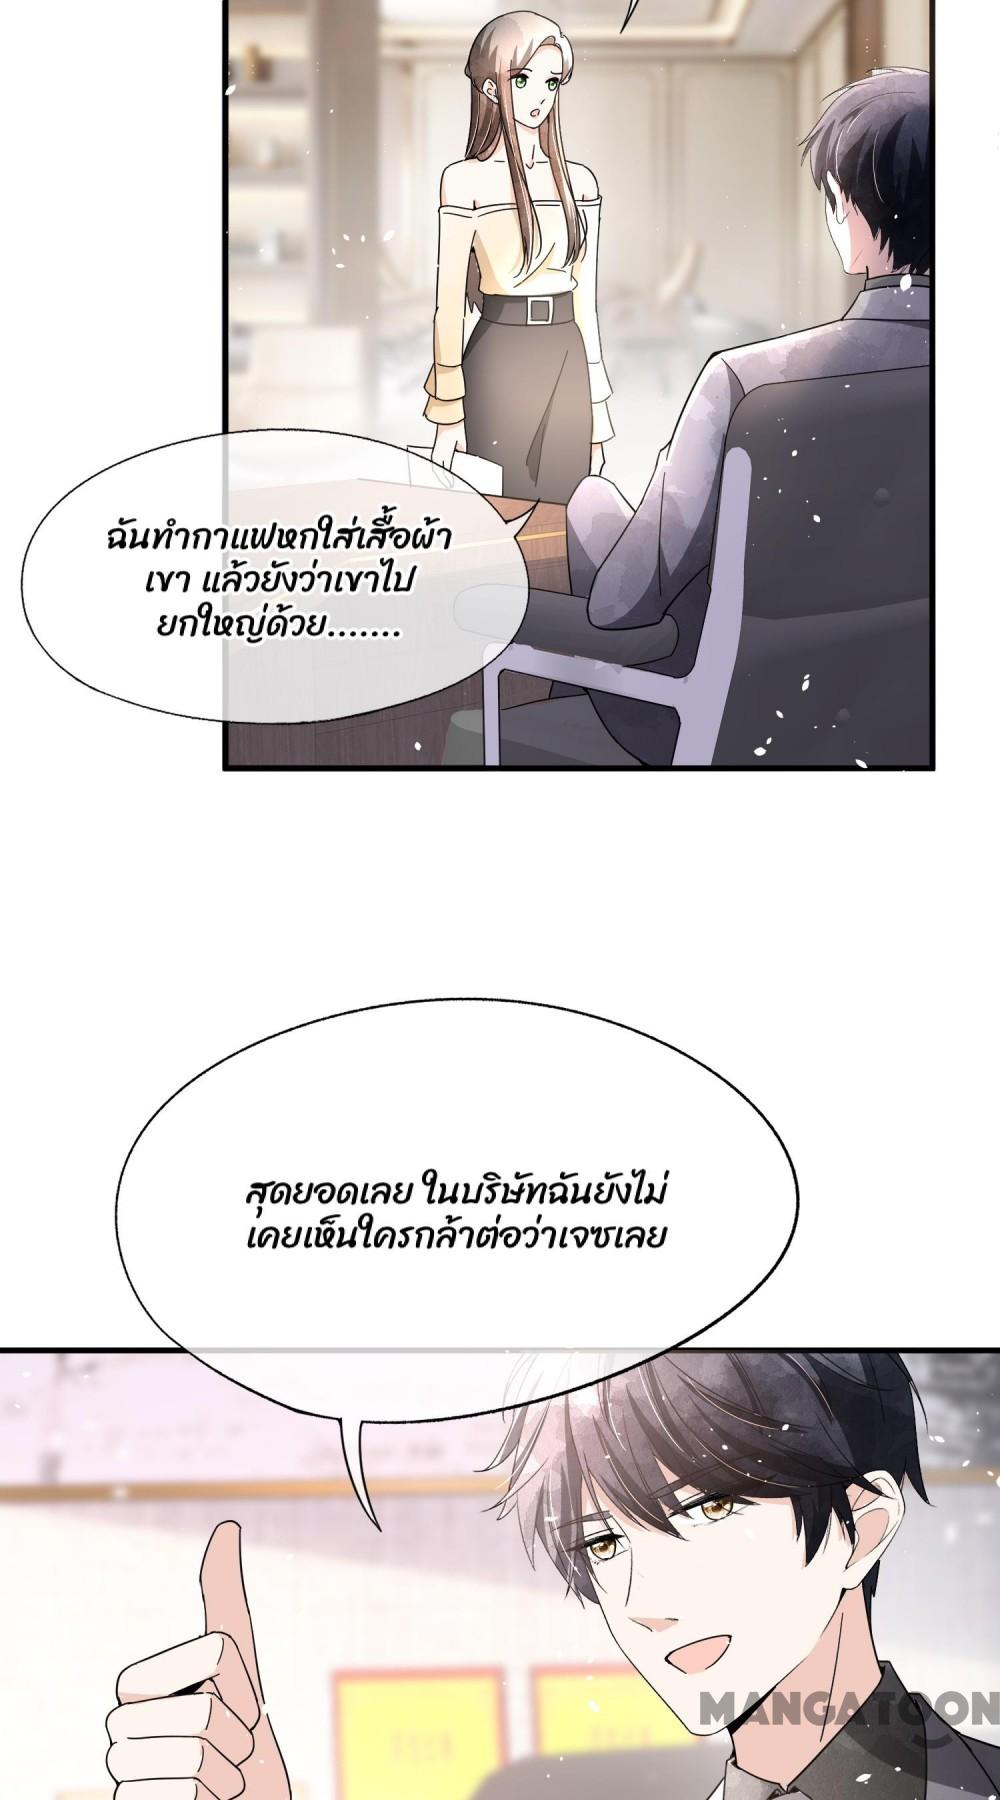 ฉันทำกาแฟหกใส่เสื้อผ้า
เขา แล้วยังว่าเขาไป
ยกใหญ่ด้วย.......
สุดยอดเลย ในบริษัทฉันยังไม่
เคยเห็นใครกล้าต่อว่าเจซเลย
MANGATOON